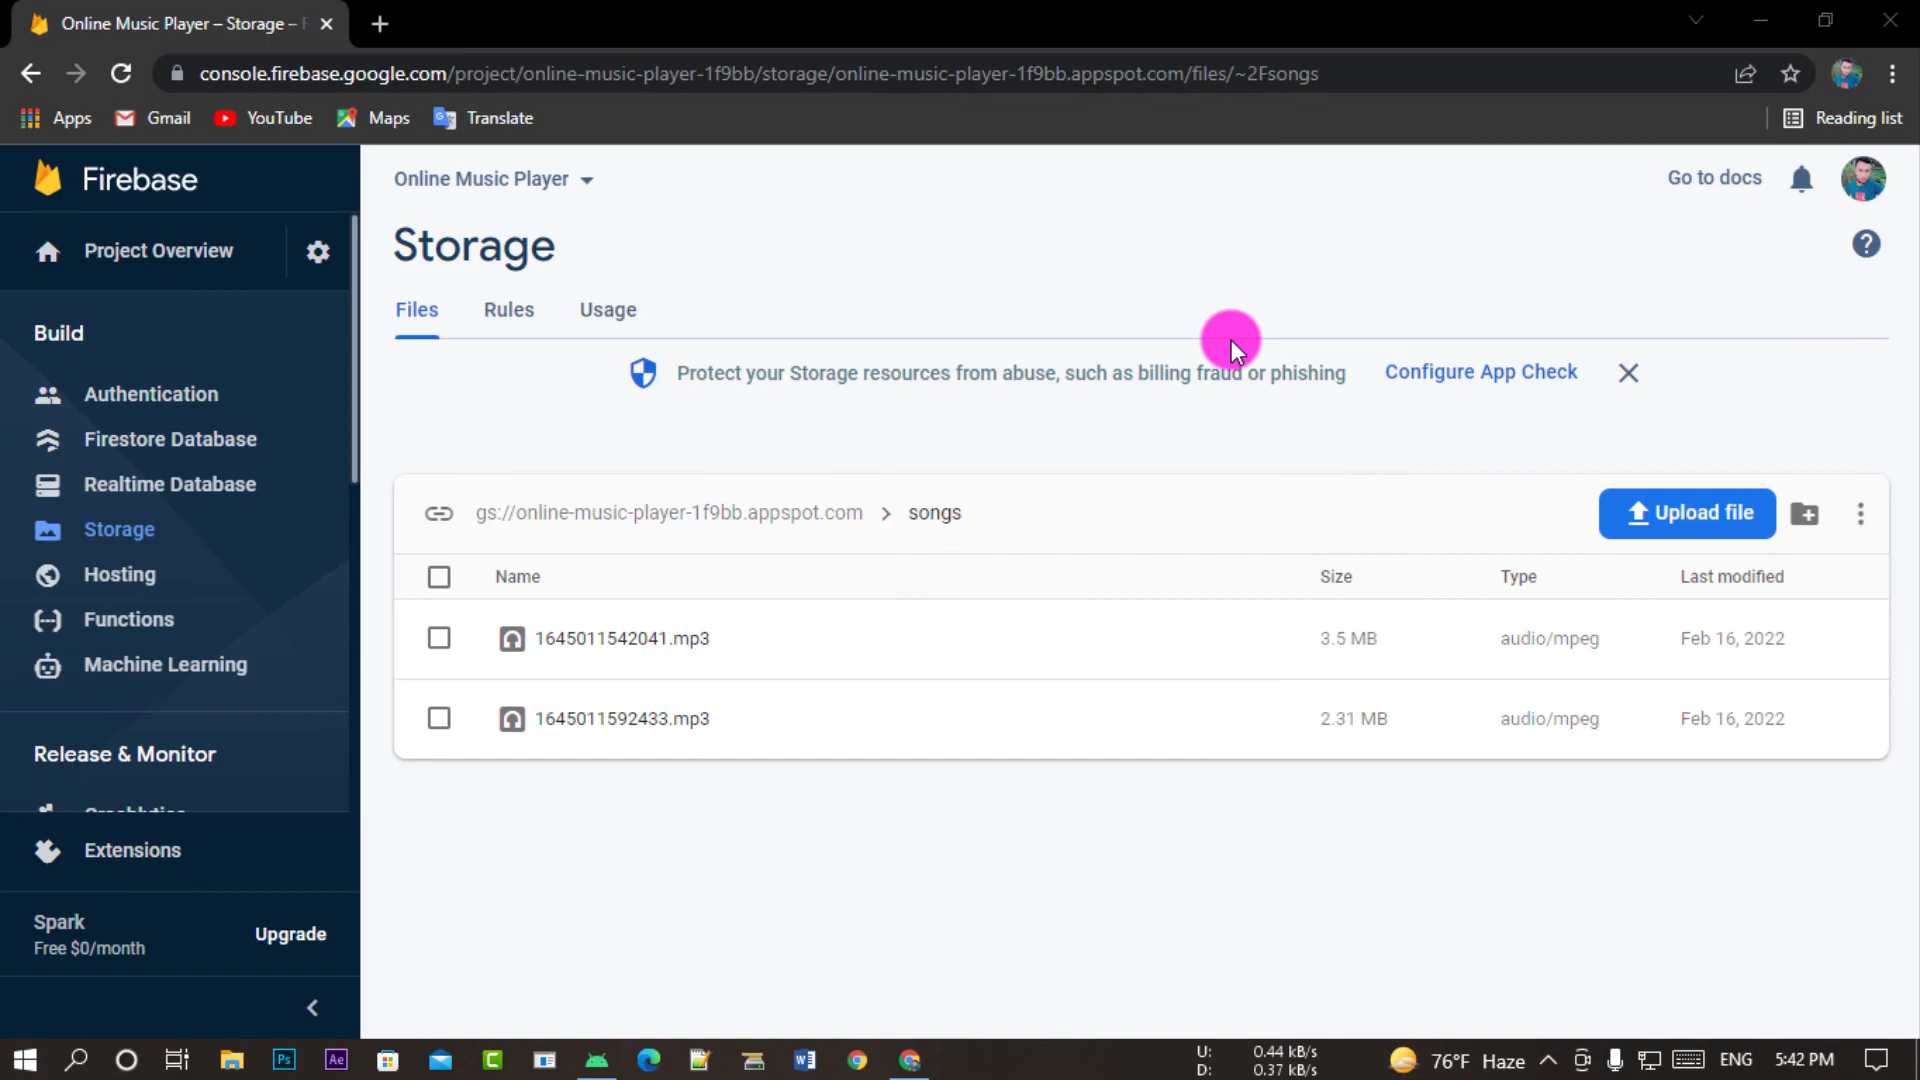 Online Music Player – Storage –
console.firebase.google.com/project/online-music-player-1f9bb/storage/online-music-player-1f9bb.appspot.com/files/~2Fsongs
Apps Gmail YouTube Maps Translate Reading list
Firebase
Online Music Player Go to docs
Project Overview
Storage
Files Rules Usage
Protect your Storage resources from abuse, such as billing fraud or phishing Configure App Check
Build
Authentication
Firestore Database
Realtime Database
Storage
Hosting
Functions
Machine Learning
Release & Monitor
Extensions
Spark
Free $0/month
Upgrade
gs://online-music-player-1f9bb.appspot.com > songs Upload file
Name Size Type Last modified
1645011542041.mp3 3.5 MB audio/mpeg Feb 16, 2022
1645011592433.mp3 2.31 MB audio/mpeg Feb 16, 2022
Ps Ae
U: 0.44 kB/s
D: 0.37 kB/s
76°F Haze ENG 5:42 PM